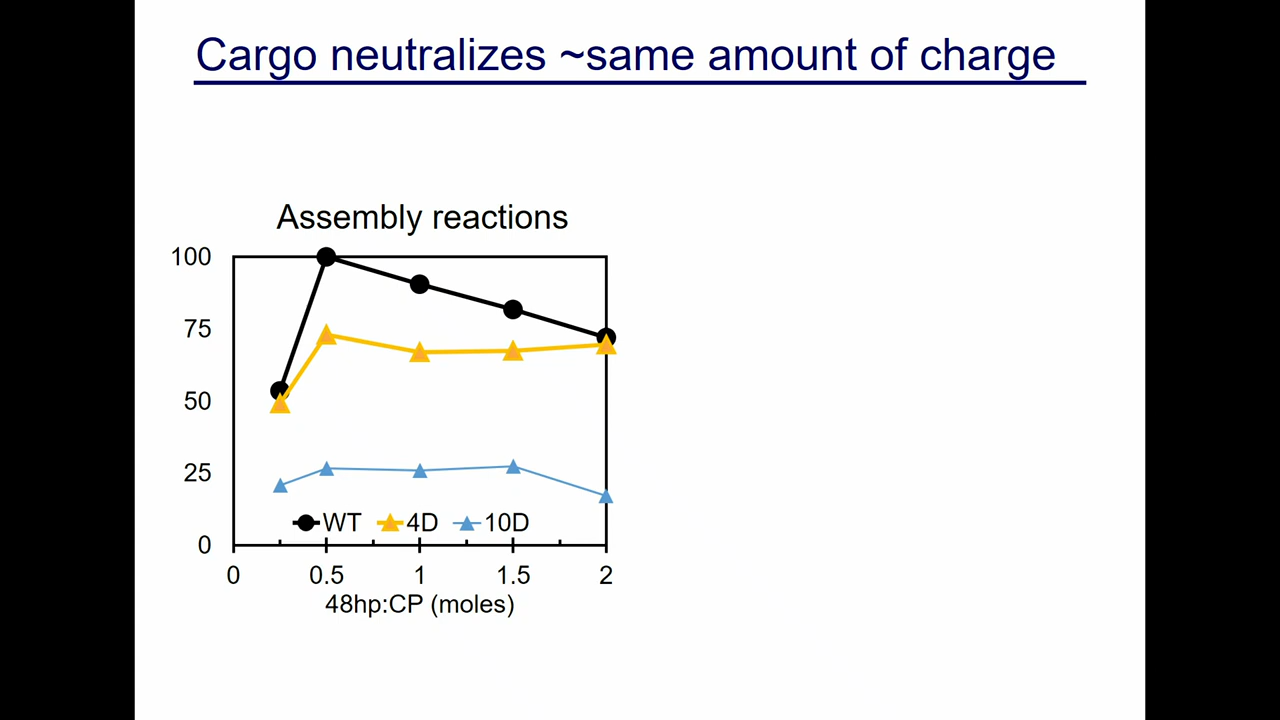 Cargo neutralizes ~same amount of charge
Assembly reactions
100
75
50
25
0
WT 4D 10D
0 0.5 1 1.5 2
48hp:CP (moles)